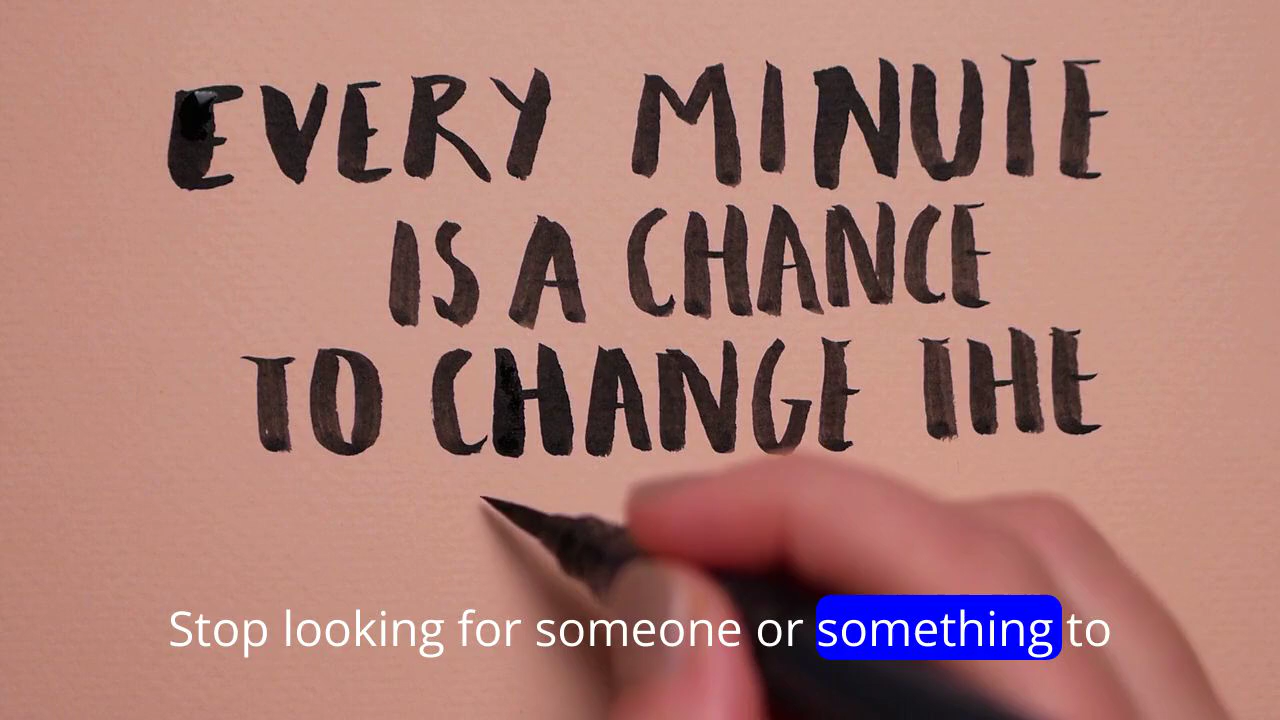 EVERY MINUTE
IS A CHANCE
TO CHANGE THE
Stop looking for someone or something to